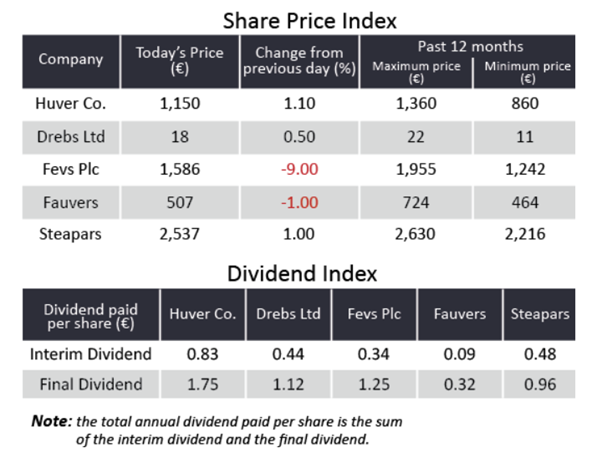 Share Price Index
Company Today's Price (€) Change from previous day (%) Past 12 months Maximum price (€) Minimum price (€)
Huver Co. 1,150 1.10 1,360 860
Drebs Ltd 18 0.50 22 11
Fevs Plc 1,586 -9.00 1,955 1,242
Fauvers 507 -1.00 724 464
Steapars 2,537 1.00 2,630 2,216
Dividend Index
Dividend paid per share (€) Huver Co. Drebs Ltd Fevs Plc Fauvers Steapars
Interim Dividend 0.83 0.44 0.34 0.09 0.48
Final Dividend 1.75 1.12 1.25 0.32 0.96
Note: the total annual dividend paid per share is the sum
of the interim dividend and the final dividend.